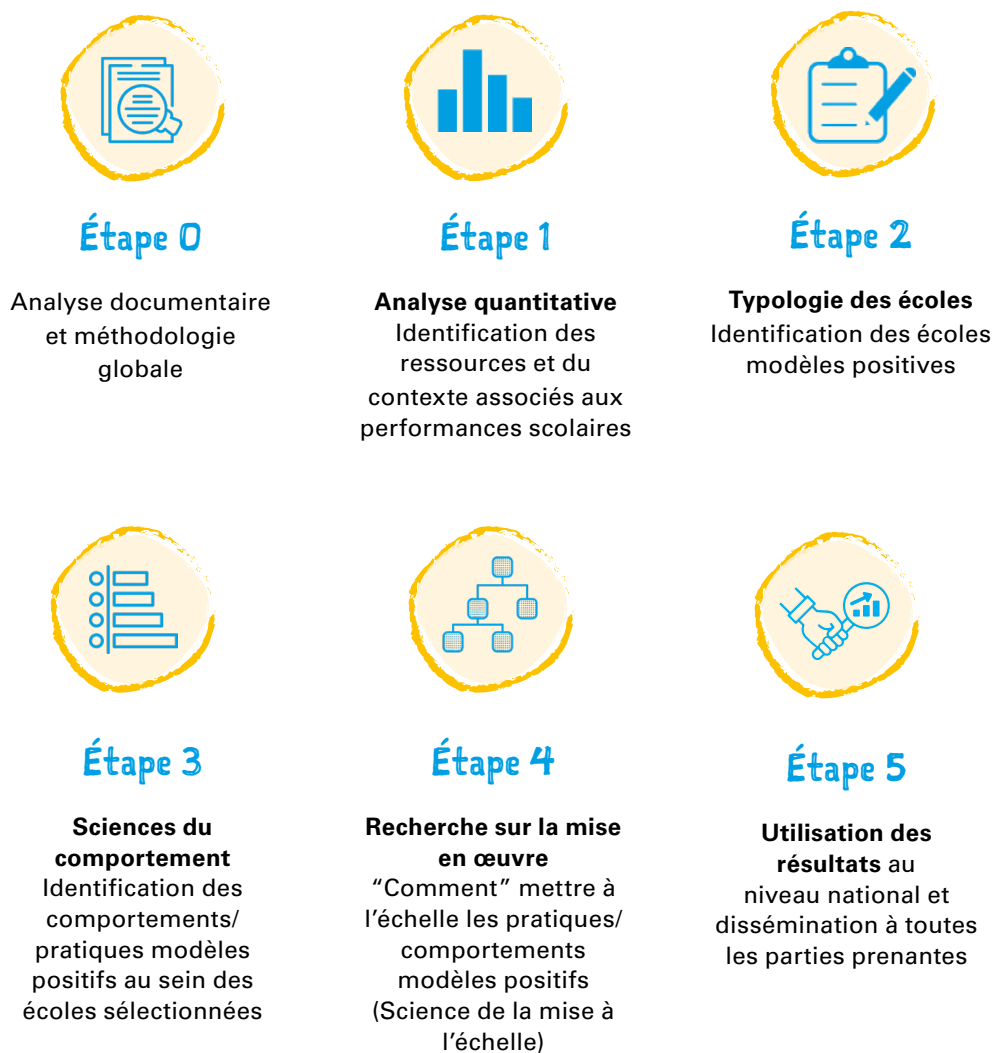 Étape 0
Analyse documentaire
et méthodologie
globale
Étape 1
Analyse quantitative
Identification des
ressources et du
contexte associés aux
performances scolaires
Étape 2
Typologie des écoles
Identification des écoles
modèles positives
Étape 3
Sciences du
comportement
Identification des
comportements/
pratiques modèles
positifs au sein des
écoles sélectionnées
Étape 4
Recherche sur la mise
en œuvre
“Comment” mettre à
l’échelle les pratiques/
comportements
modèles positifs
(Science de la mise à
l’échelle)
Étape 5
Utilisation des
résultats au
niveau national et
dissémination à toutes
les parties prenantes